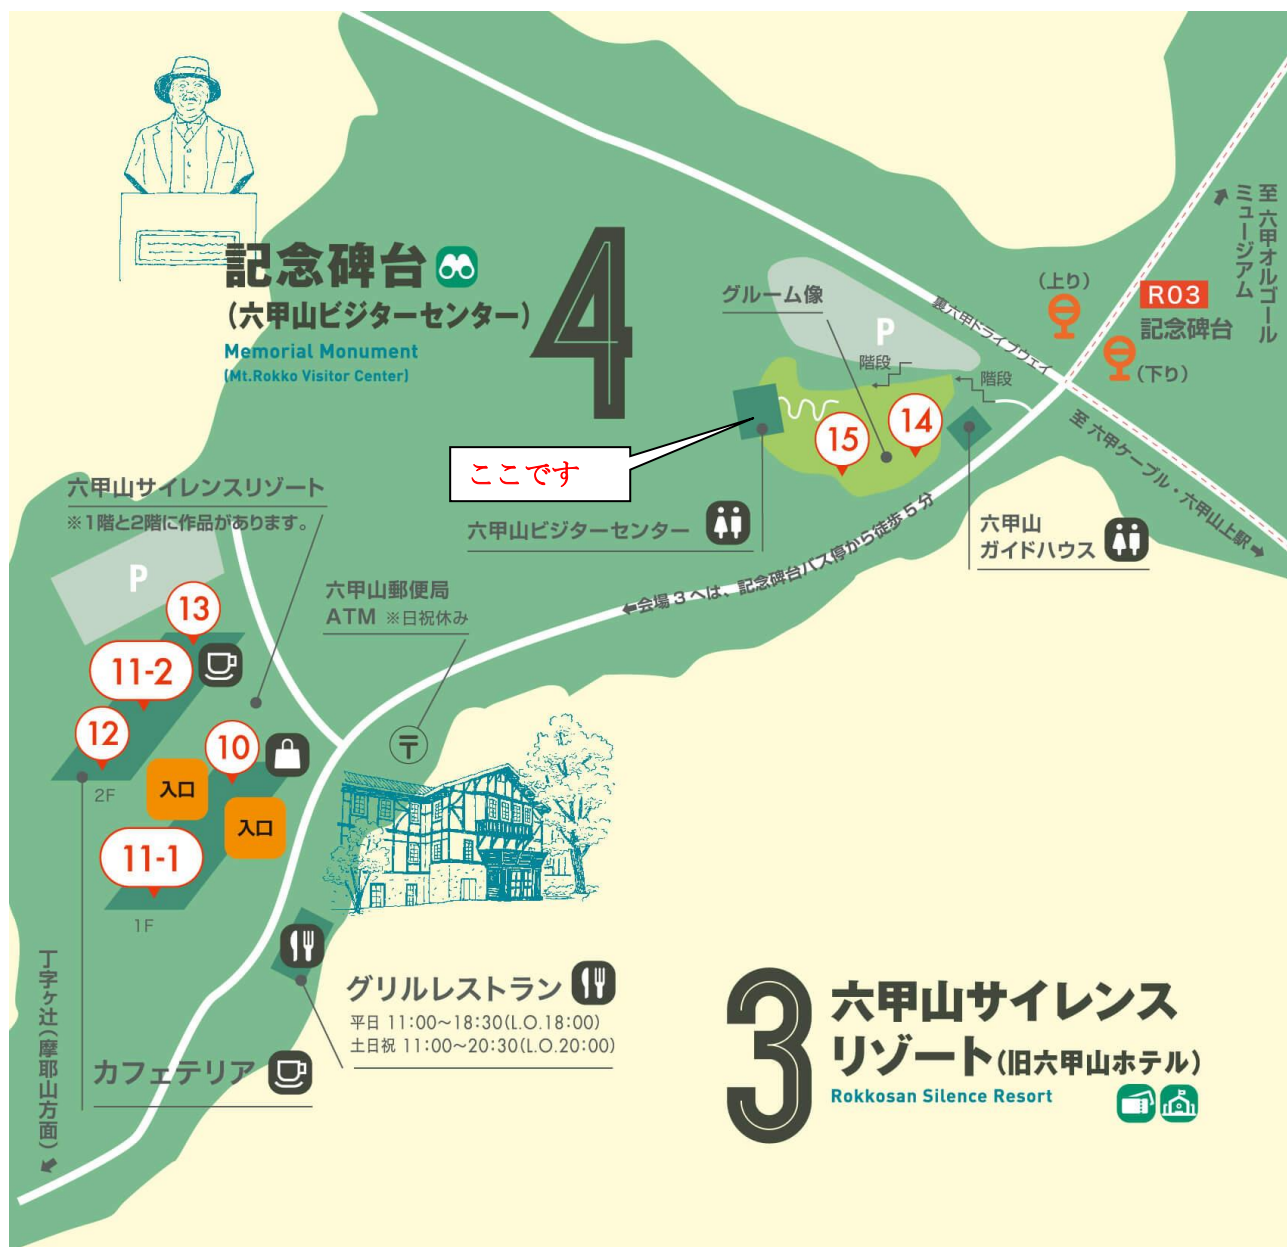 記念碑台
(六甲山ビジターセンター)
Memorial Monument
(Mt.Rokko Visitor Center)
4
グルーム像
P
裏六甲ドライブウェイ
階段
階段
(上り)
R03
記念碑台
(下り)
至 六甲オルゴール
ミュージアム
至 六甲ケーブル・六甲山上駅→
15
14
ここです
六甲山ビジターセンター
六甲山
ガイドハウス
←会場3へは、記念碑台バス停から徒歩5分
六甲山サイレンスリゾート
※1階と2階に作品があります。
P
六甲山郵便局
ATM ※日祝休み
〒
13
11-2
12
10
2F
入口
入口
11-1
1F
丁字ヶ辻(摩耶山方面)
カフェテリア
グリルレストラン
平日 11:00〜18:30(L.O.18:00)
土日祝 11:00〜20:30(L.O.20:00)
3
六甲山サイレンス
リゾート(旧六甲山ホテル)
Rokkosan Silence Resort